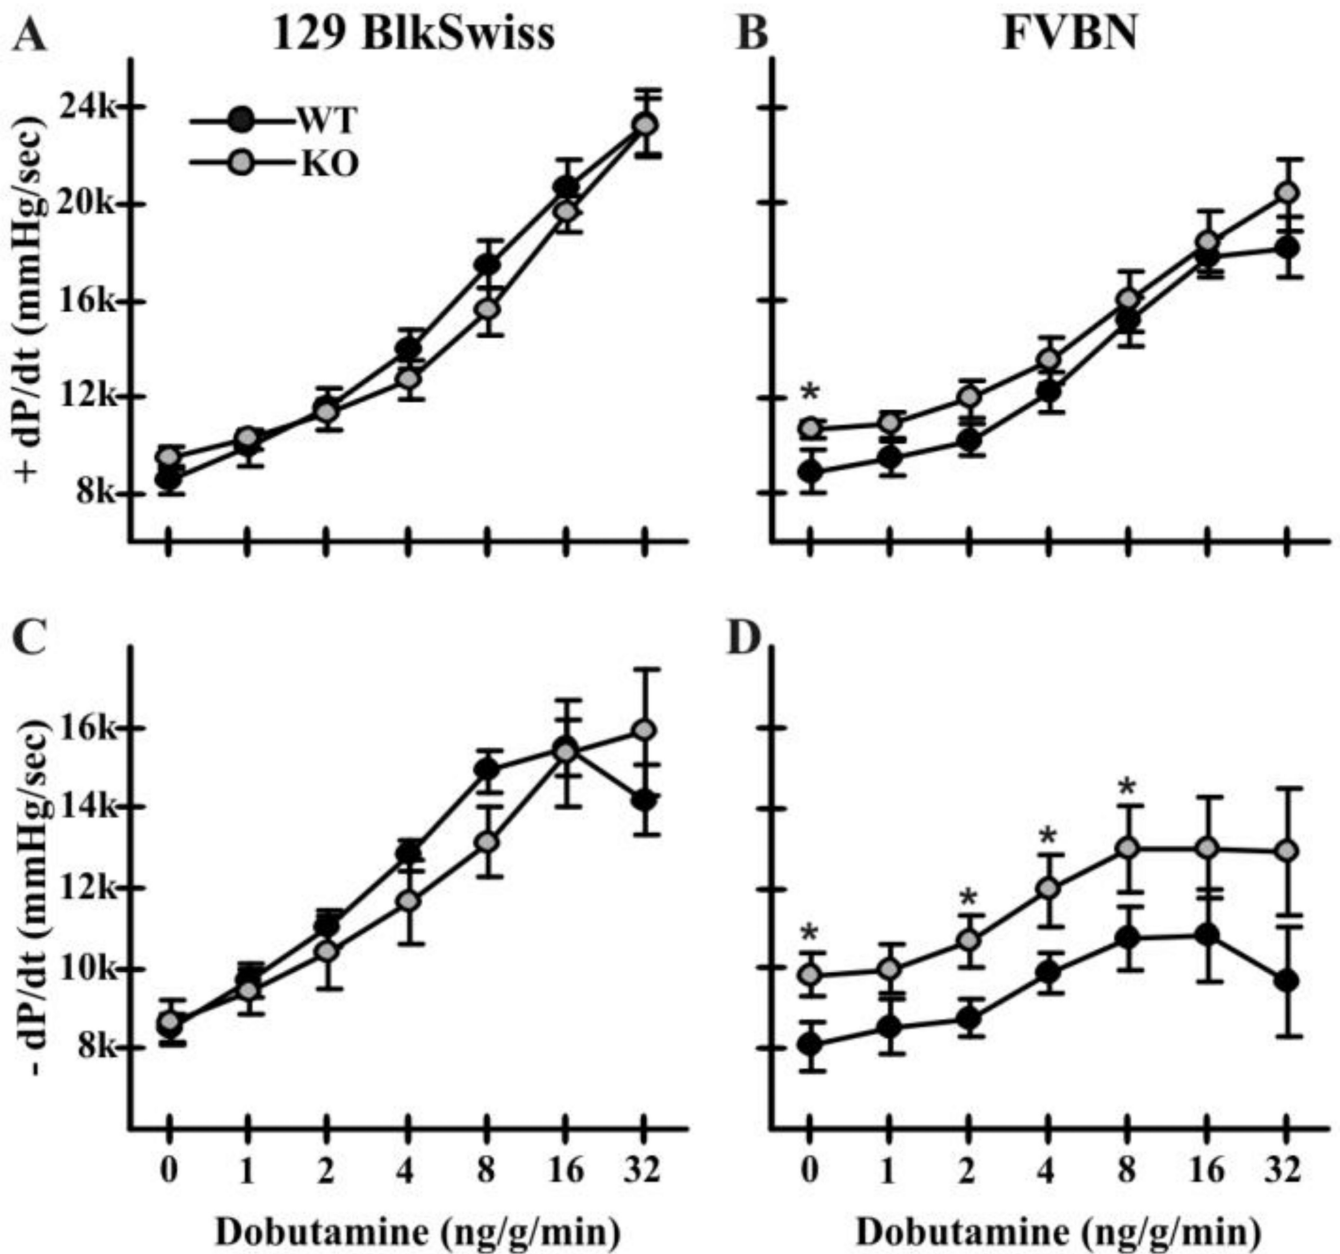 A 129 BlkSwiss B FVBN
+ dP/dt (mmHg/sec)
24k
20k
16k
12k
8k
WT
KO
*
C D
- dP/dt (mmHg/sec)
16k
14k
12k
10k
8k
* * * *
0 1 2 4 8 16 32
0 1 2 4 8 16 32
Dobutamine (ng/g/min)
Dobutamine (ng/g/min)